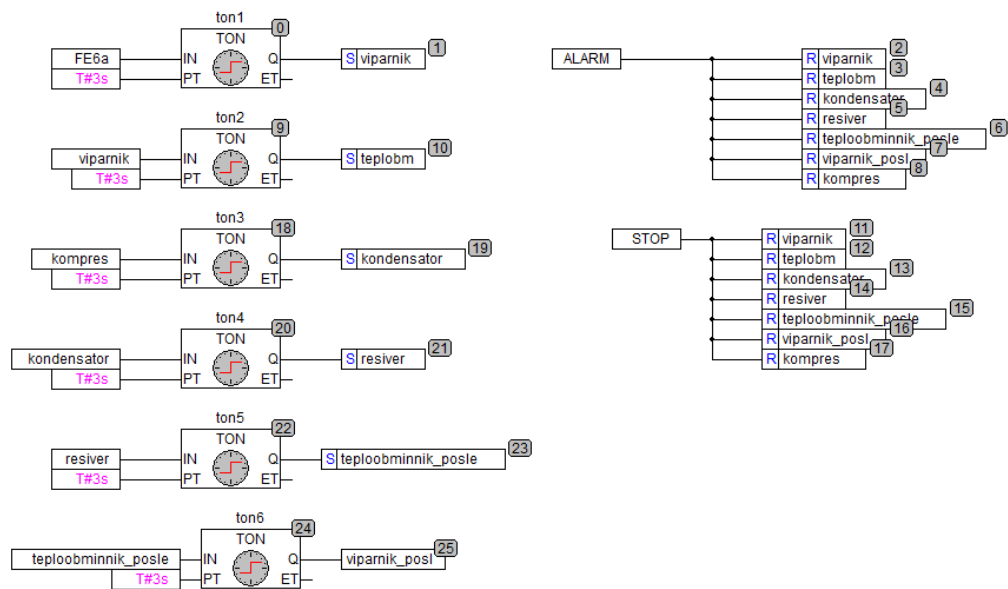 ton1
0
TON
FE6a
IN
Q
S viparnik
1
T#3s
PT
ET
ton2
9
TON
viparnik
IN
Q
S teplobm
10
T#3s
PT
ET
ton3
18
TON
kompres
IN
Q
S kondensator
19
T#3s
PT
ET
ton4
20
TON
kondensator
IN
Q
S resiver
21
T#3s
PT
ET
ton5
22
TON
resiver
IN
Q
S teploobminnik_posle
23
T#3s
PT
ET
ton6
24
TON
teploobminnik_posle
IN
Q
viparnik_posl
25
T#3s
PT
ET
ALARM
R viparnik
2
R teplobm
3
R kondensator
4
R resiver
5
R teploobminnik_posle
6
R viparnik_posl
7
R kompres
8
STOP
R viparnik
11
R teplobm
12
R kondensator
13
R resiver
14
R teploobminnik_posle
15
R viparnik_posl
16
R kompres
17